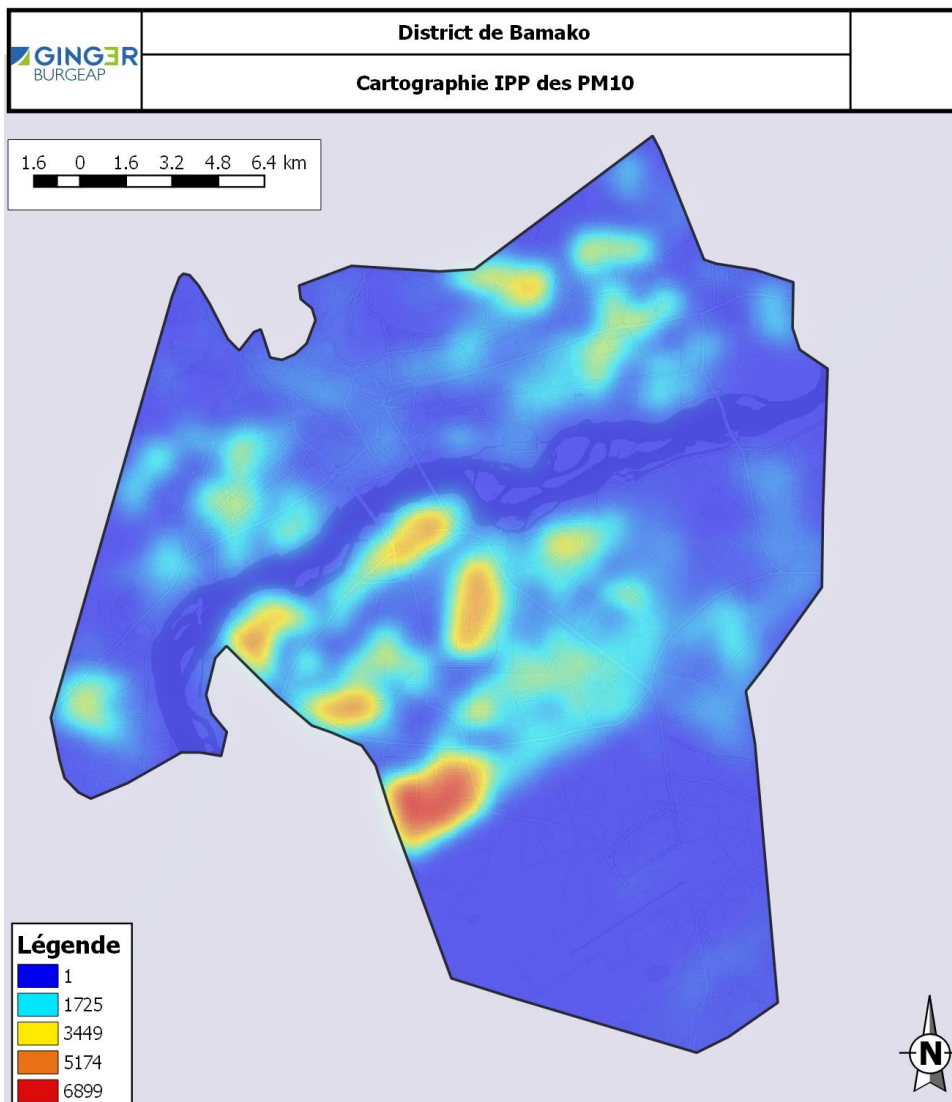 GINGER
BURGEAP
District de Bamako
Cartographie IPP des PM10
1.6 0 1.6 3.2 4.8 6.4 km
Légende
1
1725
3449
5174
6899
N